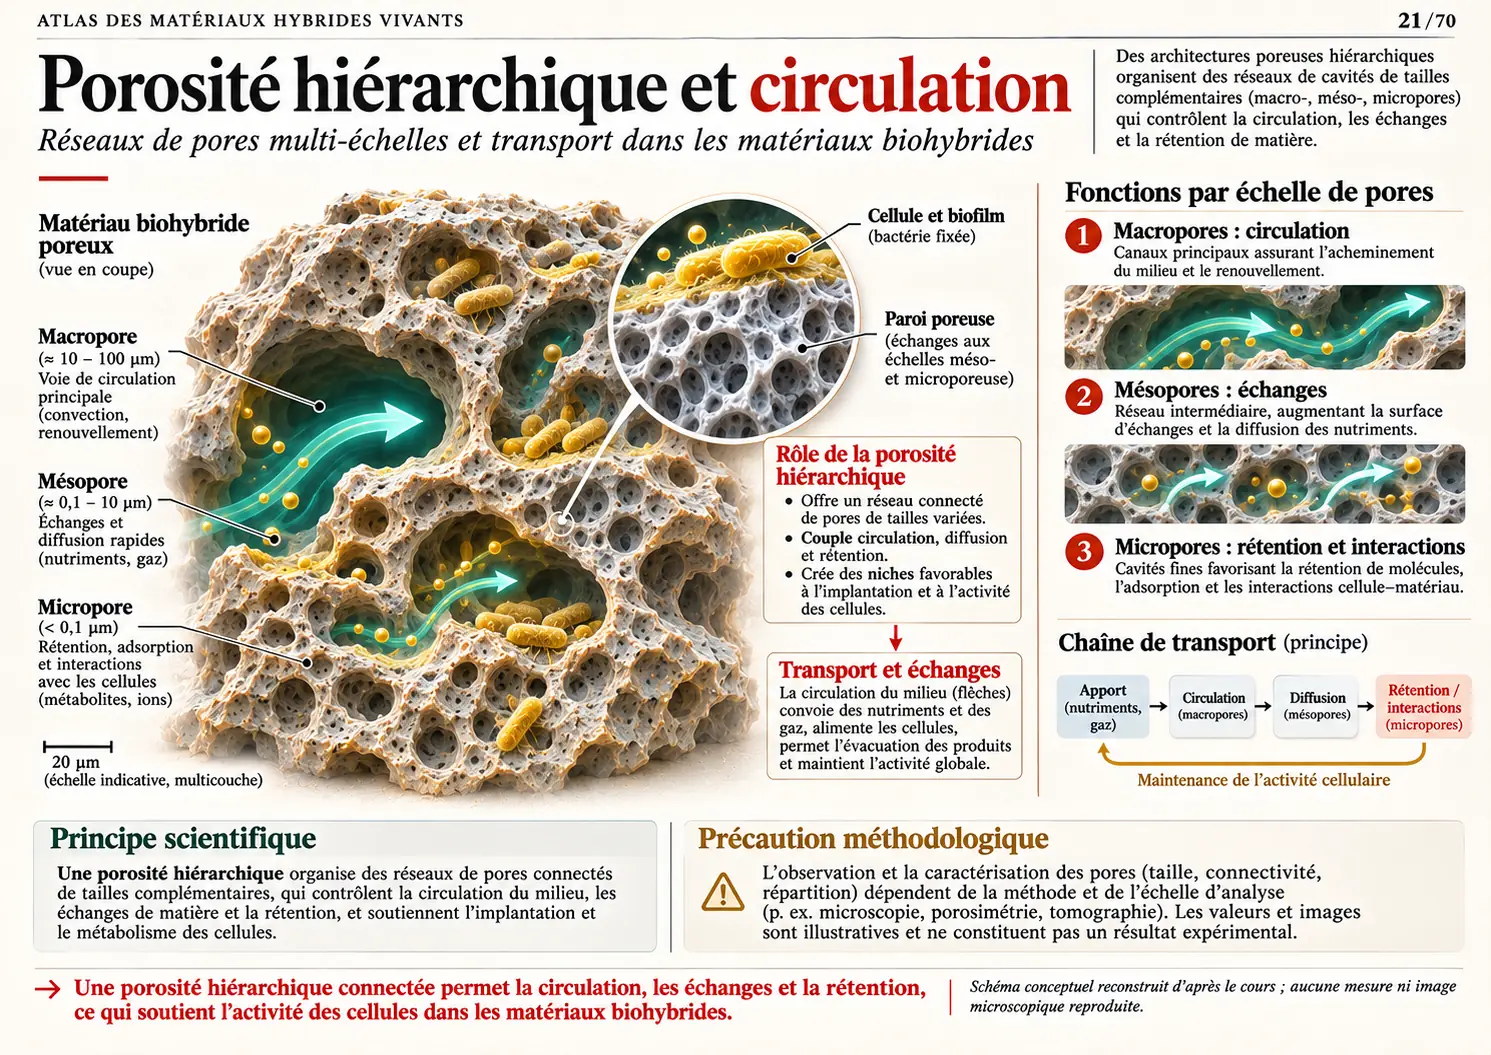 ATLAS DES MATÉRIAUX HYBRIDES VIVANTS
21/70
Porosité hiérarchique et circulation
Réseaux de pores multi-échelles et transport dans les matériaux biohybrides
Des architectures poreuses hiérarchiques
organisent des réseaux de cavités de tailles
complémentaires (macro-, méso-, micropores)
qui contrôlent la circulation, les échanges
et la rétention de matière.
Matériau biohybride
poreux
(vue en coupe)
Macropore
(≈ 10 – 100 µm)
Voie de circulation
principale
(convection,
renouvellement)
Mésopore
(≈ 0,1 – 10 µm)
Échanges et
diffusion rapides
(nutriments, gaz)
Micropore
(< 0,1 µm)
Rétention, adsorption
et interactions
avec les cellules
(métabolites, ions)
20 µm
(échelle indicative, multicouche)
Cellule et biofilm
(bactérie fixée)
Paroi poreuse
(échanges aux
échelles méso-
et microporeuse)
Rôle de la porosité
hiérarchique
• Offre un réseau connecté
de pores de tailles variées.
• Couple circulation, diffusion
et rétention.
• Crée des niches favorables
à l'implantation et à l'activité
des cellules.
Transport et échanges
La circulation du milieu (flèches)
convoie des nutriments et des
gaz, alimente les cellules,
permet l'évacuation des produits
et maintient l'activité globale.
Fonctions par échelle de pores
1 Macropores : circulation
Canaux principaux assurant l'acheminement
du milieu et le renouvellement.
2 Mésopores : échanges
Réseau intermédiaire, augmentant la surface
d'échanges et la diffusion des nutriments.
3 Micropores : rétention et interactions
Cavités fines favorisant la rétention de molécules,
l'adsorption et les interactions cellule–matériau.
Chaîne de transport (principe)
Apport
(nutriments,
gaz)
Circulation
(macropores)
Diffusion
(mésopores)
Rétention /
interactions
(micropores)
Maintenance de l'activité cellulaire
Principe scientifique
Une porosité hiérarchique organise des réseaux de pores connectés
de tailles complémentaires, qui contrôlent la circulation du milieu, les
échanges de matière et la rétention, et soutiennent l'implantation et
le métabolisme des cellules.
Précaution méthodologique
L'observation et la caractérisation des pores (taille, connectivité,
répartition) dépendent de la méthode et de l'échelle d'analyse
(p. ex. microscopie, porosimétrie, tomographie). Les valeurs et images
sont illustratives et ne constituent pas un résultat expérimental.
→ Une porosité hiérarchique connectée permet la circulation, les échanges et la rétention,
ce qui soutient l'activité des cellules dans les matériaux biohybrides.
Schéma conceptuel reconstruit d'après le cours ; aucune mesure ni image
microscopique reproduite.